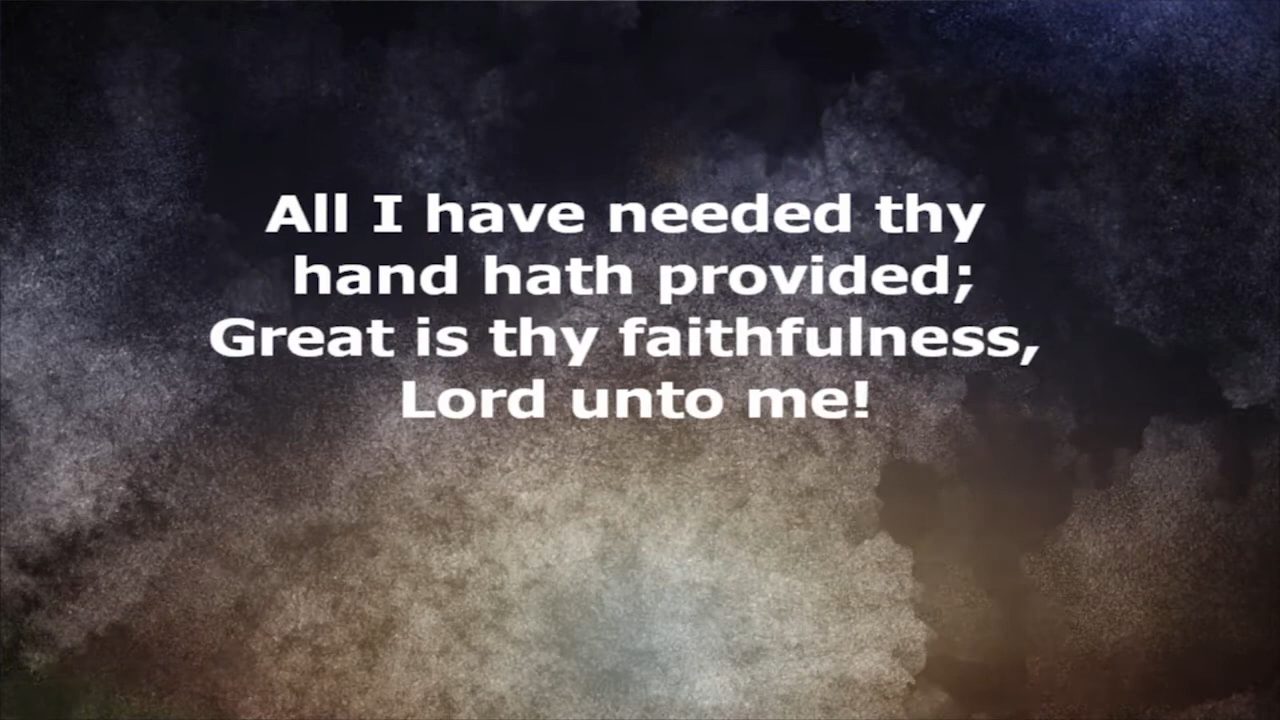 All I have needed thy
hand hath provided;
Great is thy faithfulness,
Lord unto me!